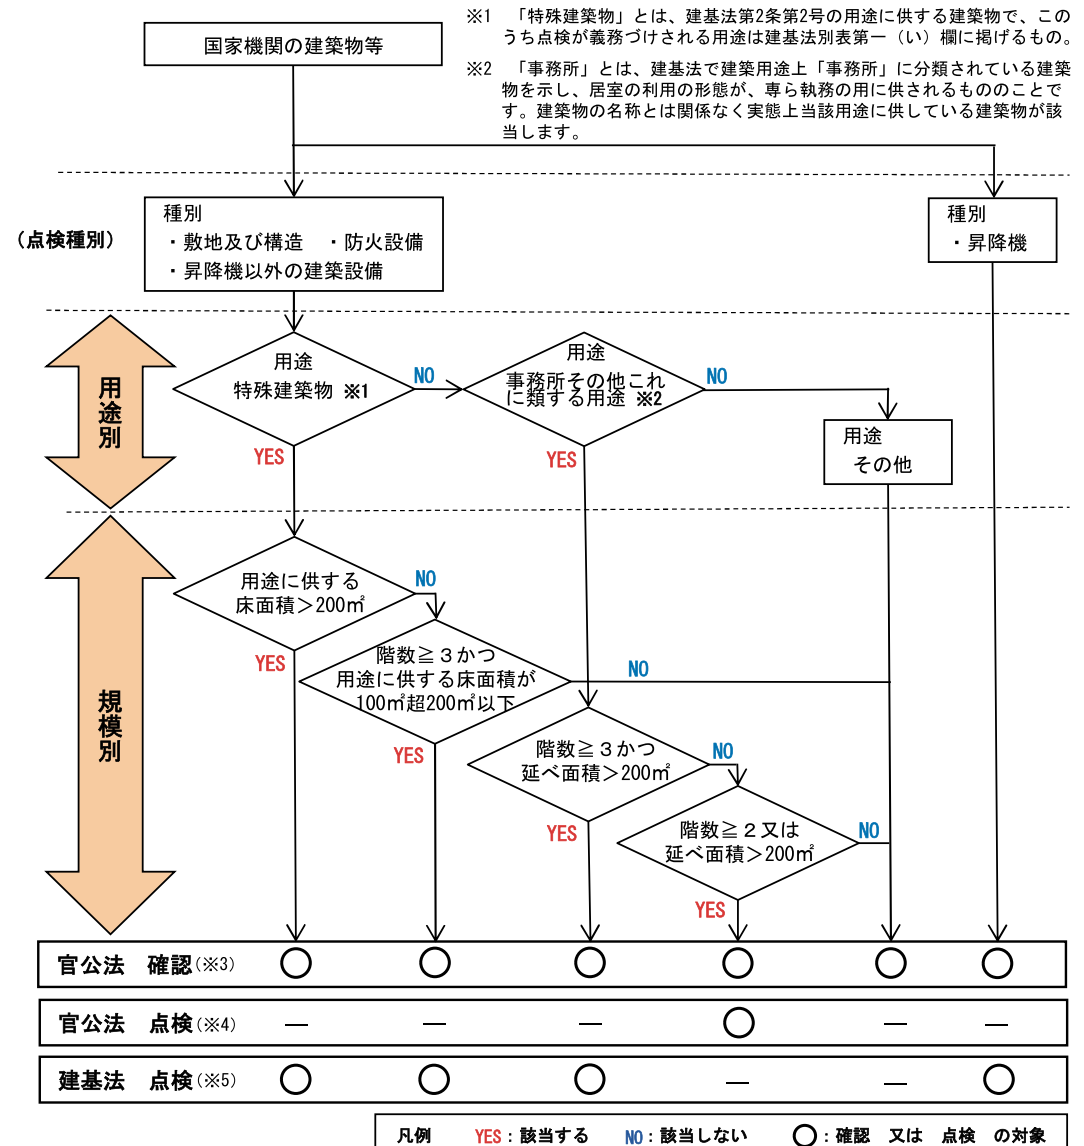 国家機関の建築物等
※1 「特殊建築物」とは、建基法第2条第2号の用途に供する建築物で、この
うち点検が義務づけされる用途は建基法別表第一（い）欄に掲げるもの。
※2 「事務所」とは、建基法で建築用途上「事務所」に分類されている建築
物を示し、居室の利用の形態が、専ら執務の用に供されるもののことで
す。建築物の名称とは関係なく実態上当該用途に供している建築物が該
当します。
（点検種別）
種別
・敷地及び構造 ・防火設備
・昇降機以外の建築設備
種別
・昇降機
用途別
用途
特殊建築物 ※1
NO
YES
用途
事務所その他これ
に類する用途 ※2
NO
YES
用途
その他
規模別
用途に供する
床面積＞200㎡
NO
YES
階数≧３かつ
用途に供する床面積が
100㎡超200㎡以下
NO
YES
階数≧３かつ
延べ面積＞200㎡
NO
YES
階数≧２又は
延べ面積＞200㎡
NO
YES
官公法 確認(※3) ○ ○ ○ ○ ○ ○
官公法 点検(※4) ― ― ― ○ ― ―
建基法 点検(※5) ○ ○ ○ ― ― ○
凡例 YES：該当する NO：該当しない ○：確認 又は 点検 の対象